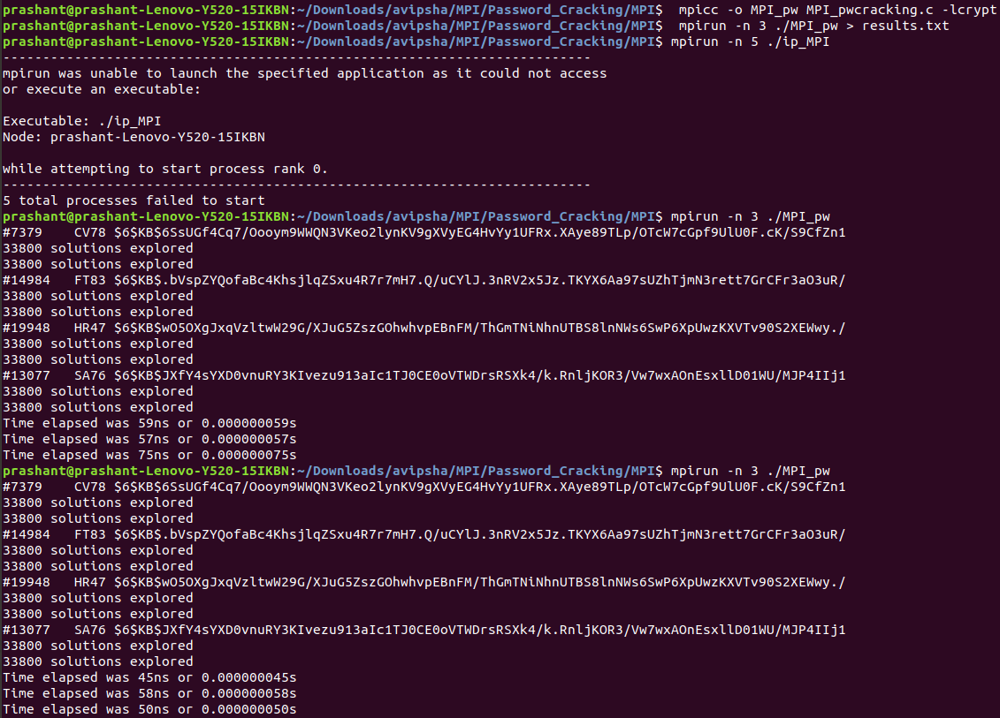 prashant@prashant-Lenovo-Y520-15IKBN:~/Downloads/avipsha/MPI/Password_Cracking/MPI$  mpicc -o MPI_pw MPI_pwcracking.c -lcrypt
prashant@prashant-Lenovo-Y520-15IKBN:~/Downloads/avipsha/MPI/Password_Cracking/MPI$  mpirun -n 3 ./MPI_pw > results.txt
prashant@prashant-Lenovo-Y520-15IKBN:~/Downloads/avipsha/MPI/Password_Cracking/MPI$ mpirun -n 5 ./ip_MPI
--------------------------------------------------------------------------
mpirun was unable to launch the specified application as it could not access
or execute an executable:
Executable: ./ip_MPI
Node: prashant-Lenovo-Y520-15IKBN
while attempting to start process rank 0.
--------------------------------------------------------------------------
5 total processes failed to start
prashant@prashant-Lenovo-Y520-15IKBN:~/Downloads/avipsha/MPI/Password_Cracking/MPI$ mpirun -n 3 ./MPI_pw
#7379    CV78 $6$KB$6SsUGf4Cq7/Oooym9WWQN3VKeo2lynKV9gXVyEG4HvYy1UFRx.XAye89TLp/OTcW7cGpf9UlU0F.cK/S9CfZn1
33800 solutions explored
33800 solutions explored
#14984   FT83 $6$KB$.bVspZYQofaBc4KhsjlqZSxu4R7r7mH7.Q/uCYlJ.3nRV2x5Jz.TKYX6Aa97sUZhTjmN3rett7GrCFr3aO3uR/
33800 solutions explored
33800 solutions explored
#19948   HR47 $6$KB$wO5OXgJxqVzltwW29G/XJuG5ZszGOhwhvpEBnFM/ThGmTNiNhnUTBS8lnNWs6SwP6XpUwzKXVTv90S2XEWwy./
33800 solutions explored
33800 solutions explored
#13077   SA76 $6$KB$JXfY4sYXD0vnuRY3KIvezu913aIc1TJ0CE0oVTWDrsRSXk4/k.RnljKOR3/Vw7wxAOnEsxllD01WU/MJP4IIj1
33800 solutions explored
33800 solutions explored
Time elapsed was 59ns or 0.000000059s
Time elapsed was 57ns or 0.000000057s
Time elapsed was 75ns or 0.000000075s
prashant@prashant-Lenovo-Y520-15IKBN:~/Downloads/avipsha/MPI/Password_Cracking/MPI$ mpirun -n 3 ./MPI_pw
#7379    CV78 $6$KB$6SsUGf4Cq7/Oooym9WWQN3VKeo2lynKV9gXVyEG4HvYy1UFRx.XAye89TLp/OTcW7cGpf9UlU0F.cK/S9CfZn1
33800 solutions explored
33800 solutions explored
#14984   FT83 $6$KB$.bVspZYQofaBc4KhsjlqZSxu4R7r7mH7.Q/uCYlJ.3nRV2x5Jz.TKYX6Aa97sUZhTjmN3rett7GrCFr3aO3uR/
33800 solutions explored
33800 solutions explored
#19948   HR47 $6$KB$wO5OXgJxqVzltwW29G/XJuG5ZszGOhwhvpEBnFM/ThGmTNiNhnUTBS8lnNWs6SwP6XpUwzKXVTv90S2XEWwy./
33800 solutions explored
33800 solutions explored
#13077   SA76 $6$KB$JXfY4sYXD0vnuRY3KIvezu913aIc1TJ0CE0oVTWDrsRSXk4/k.RnljKOR3/Vw7wxAOnEsxllD01WU/MJP4IIj1
33800 solutions explored
33800 solutions explored
Time elapsed was 45ns or 0.000000045s
Time elapsed was 58ns or 0.000000058s
Time elapsed was 50ns or 0.000000050s